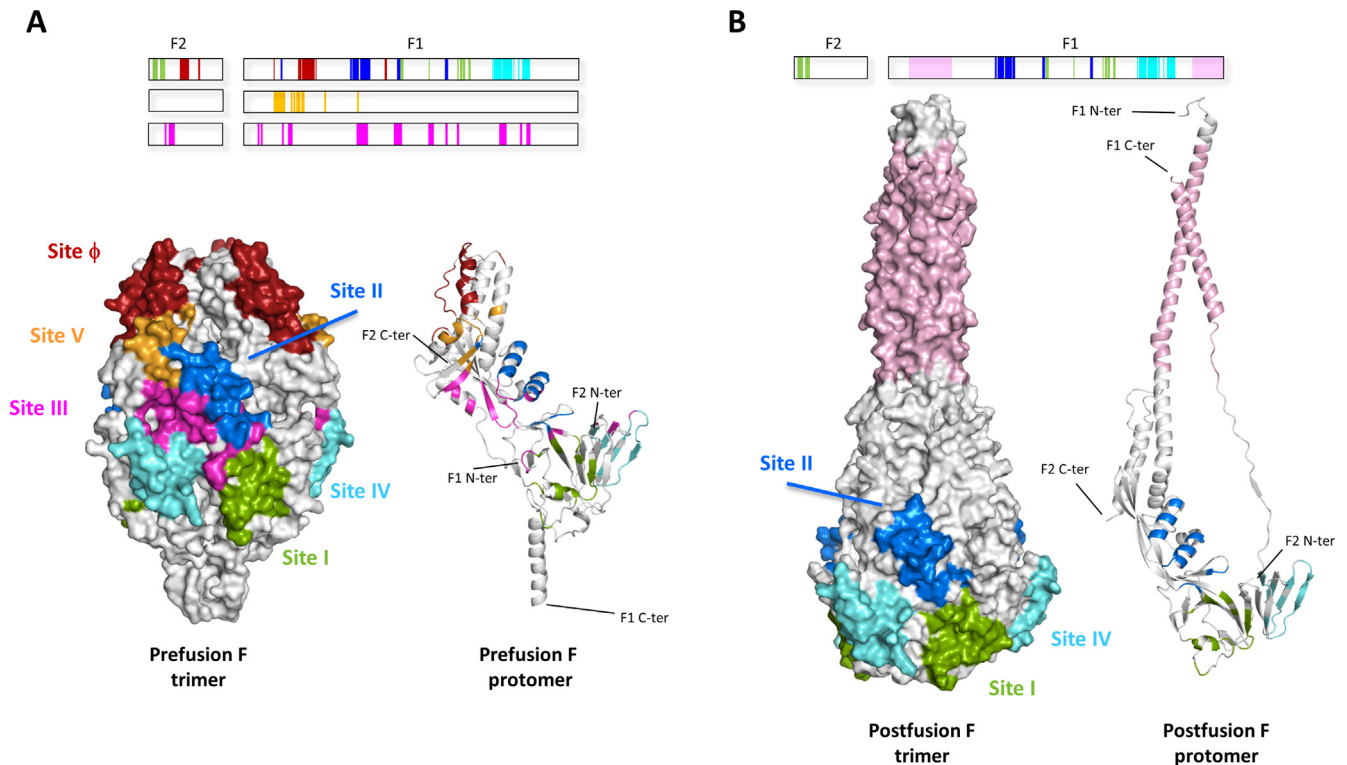 A
F2
F1
Site ϕ
Site II
Site V
Site III
Site IV
Site I
F2 C-ter
F2 N-ter
F1 N-ter
F1 C-ter
Prefusion F
trimer
Prefusion F
protomer
B
F2
F1
F1 N-ter
F1 C-ter
Site II
F2 C-ter
F2 N-ter
Site IV
Site I
Postfusion F
trimer
Postfusion F
protomer